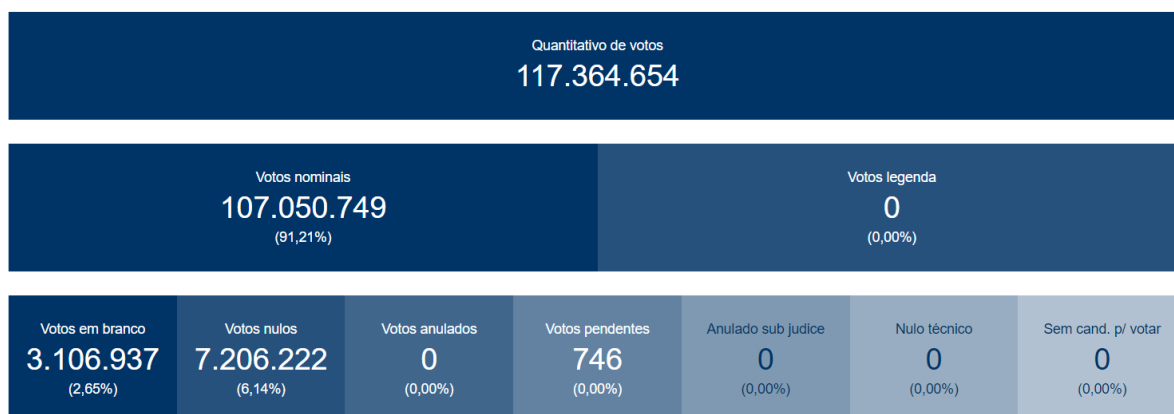 Quantitativo de votos
117.364.654
Votos nominais
107.050.749
(91,21%)
Votos legenda
0
(0,00%)
Votos em branco
3.106.937
(2,65%)
Votos nulos
7.206.222
(6,14%)
Votos anulados
0
(0,00%)
Votos pendentes
746
(0,00%)
Anulado sub judice
0
(0,00%)
Nulo técnico
0
(0,00%)
Sem cand. p/ votar
0
(0,00%)